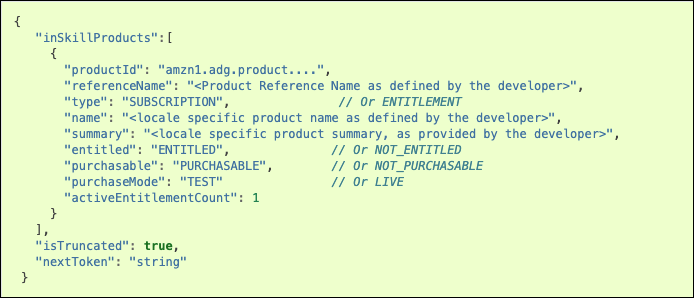 {
"inSkillProducts":[
{
"productId": "amzn1.adg.product....",
"referenceName": "<Product Reference Name as defined by the developer>",
"type": "SUBSCRIPTION", // Or ENTITLEMENT
"name": "<locale specific product name as defined by the developer>",
"summary": "<locale specific product summary, as provided by the developer>",
"entitled": "ENTITLED", // Or NOT_ENTITLED
"purchasable": "PURCHASABLE", // Or NOT_PURCHASABLE
"purchaseMode": "TEST" // Or LIVE
"activeEntitlementCount": 1
}
],
"isTruncated": true,
"nextToken": "string"
}